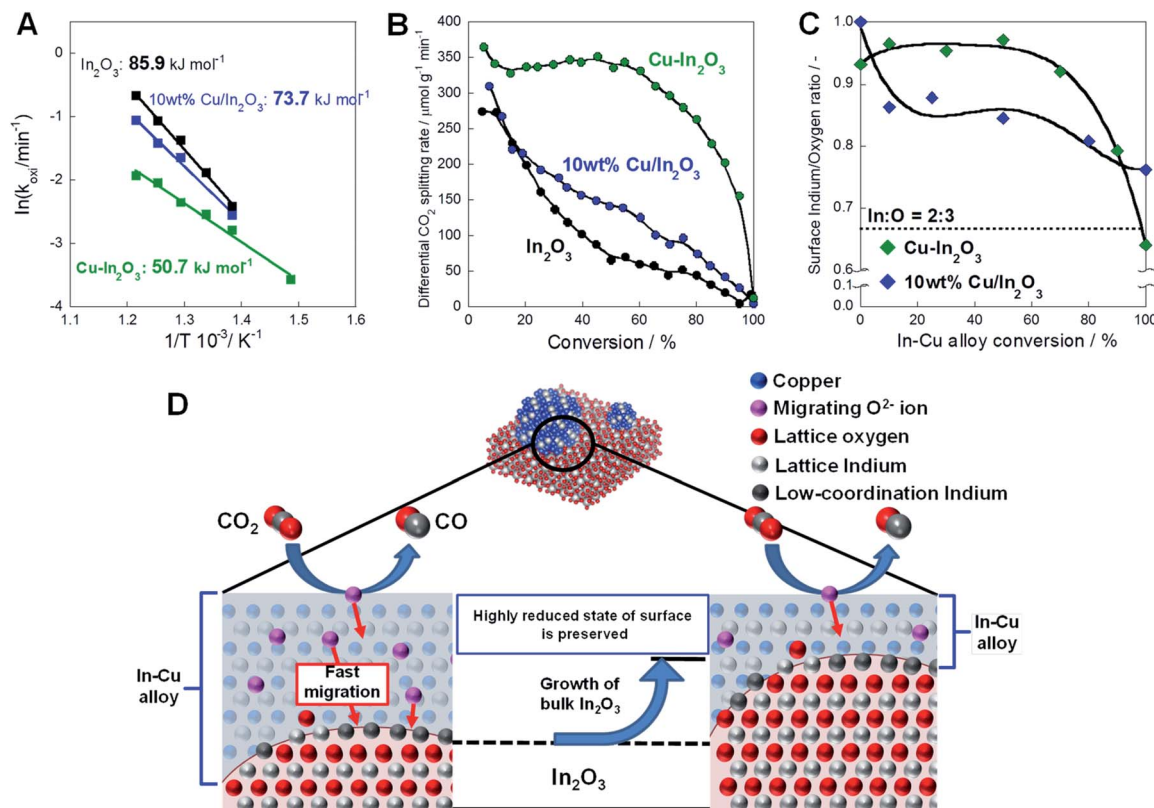 A
ln(k_oxi/min⁻¹)
0
-1
-2
-3
-4
In₂O₃: 85.9 kJ mol⁻¹
10wt% Cu/In₂O₃: 73.7 kJ mol⁻¹
Cu-In₂O₃: 50.7 kJ mol⁻¹
1.1 1.2 1.3 1.4 1.5 1.6
1/T 10⁻³/ K⁻¹
B
Differential CO₂ splitting rate / μmol g⁻¹ min⁻¹
400
350
300
250
200
150
100
50
0
Cu-In₂O₃
10wt% Cu/In₂O₃
In₂O₃
0 20 40 60 80 100
Conversion / %
C
Surface Indium/Oxygen ratio / -
1.0
0.9
0.8
0.7
0.6
0.1
0.0
In:O = 2:3
Cu-In₂O₃
10wt% Cu/In₂O₃
0 20 40 60 80 100
In-Cu alloy conversion / %
D
Copper
Migrating O²⁻ ion
Lattice oxygen
Lattice Indium
Low-coordination Indium
CO₂
CO
In-Cu
alloy
Fast
migration
Highly reduced state of surface
is preserved
Growth of
bulk In₂O₃
In₂O₃
In-Cu
alloy